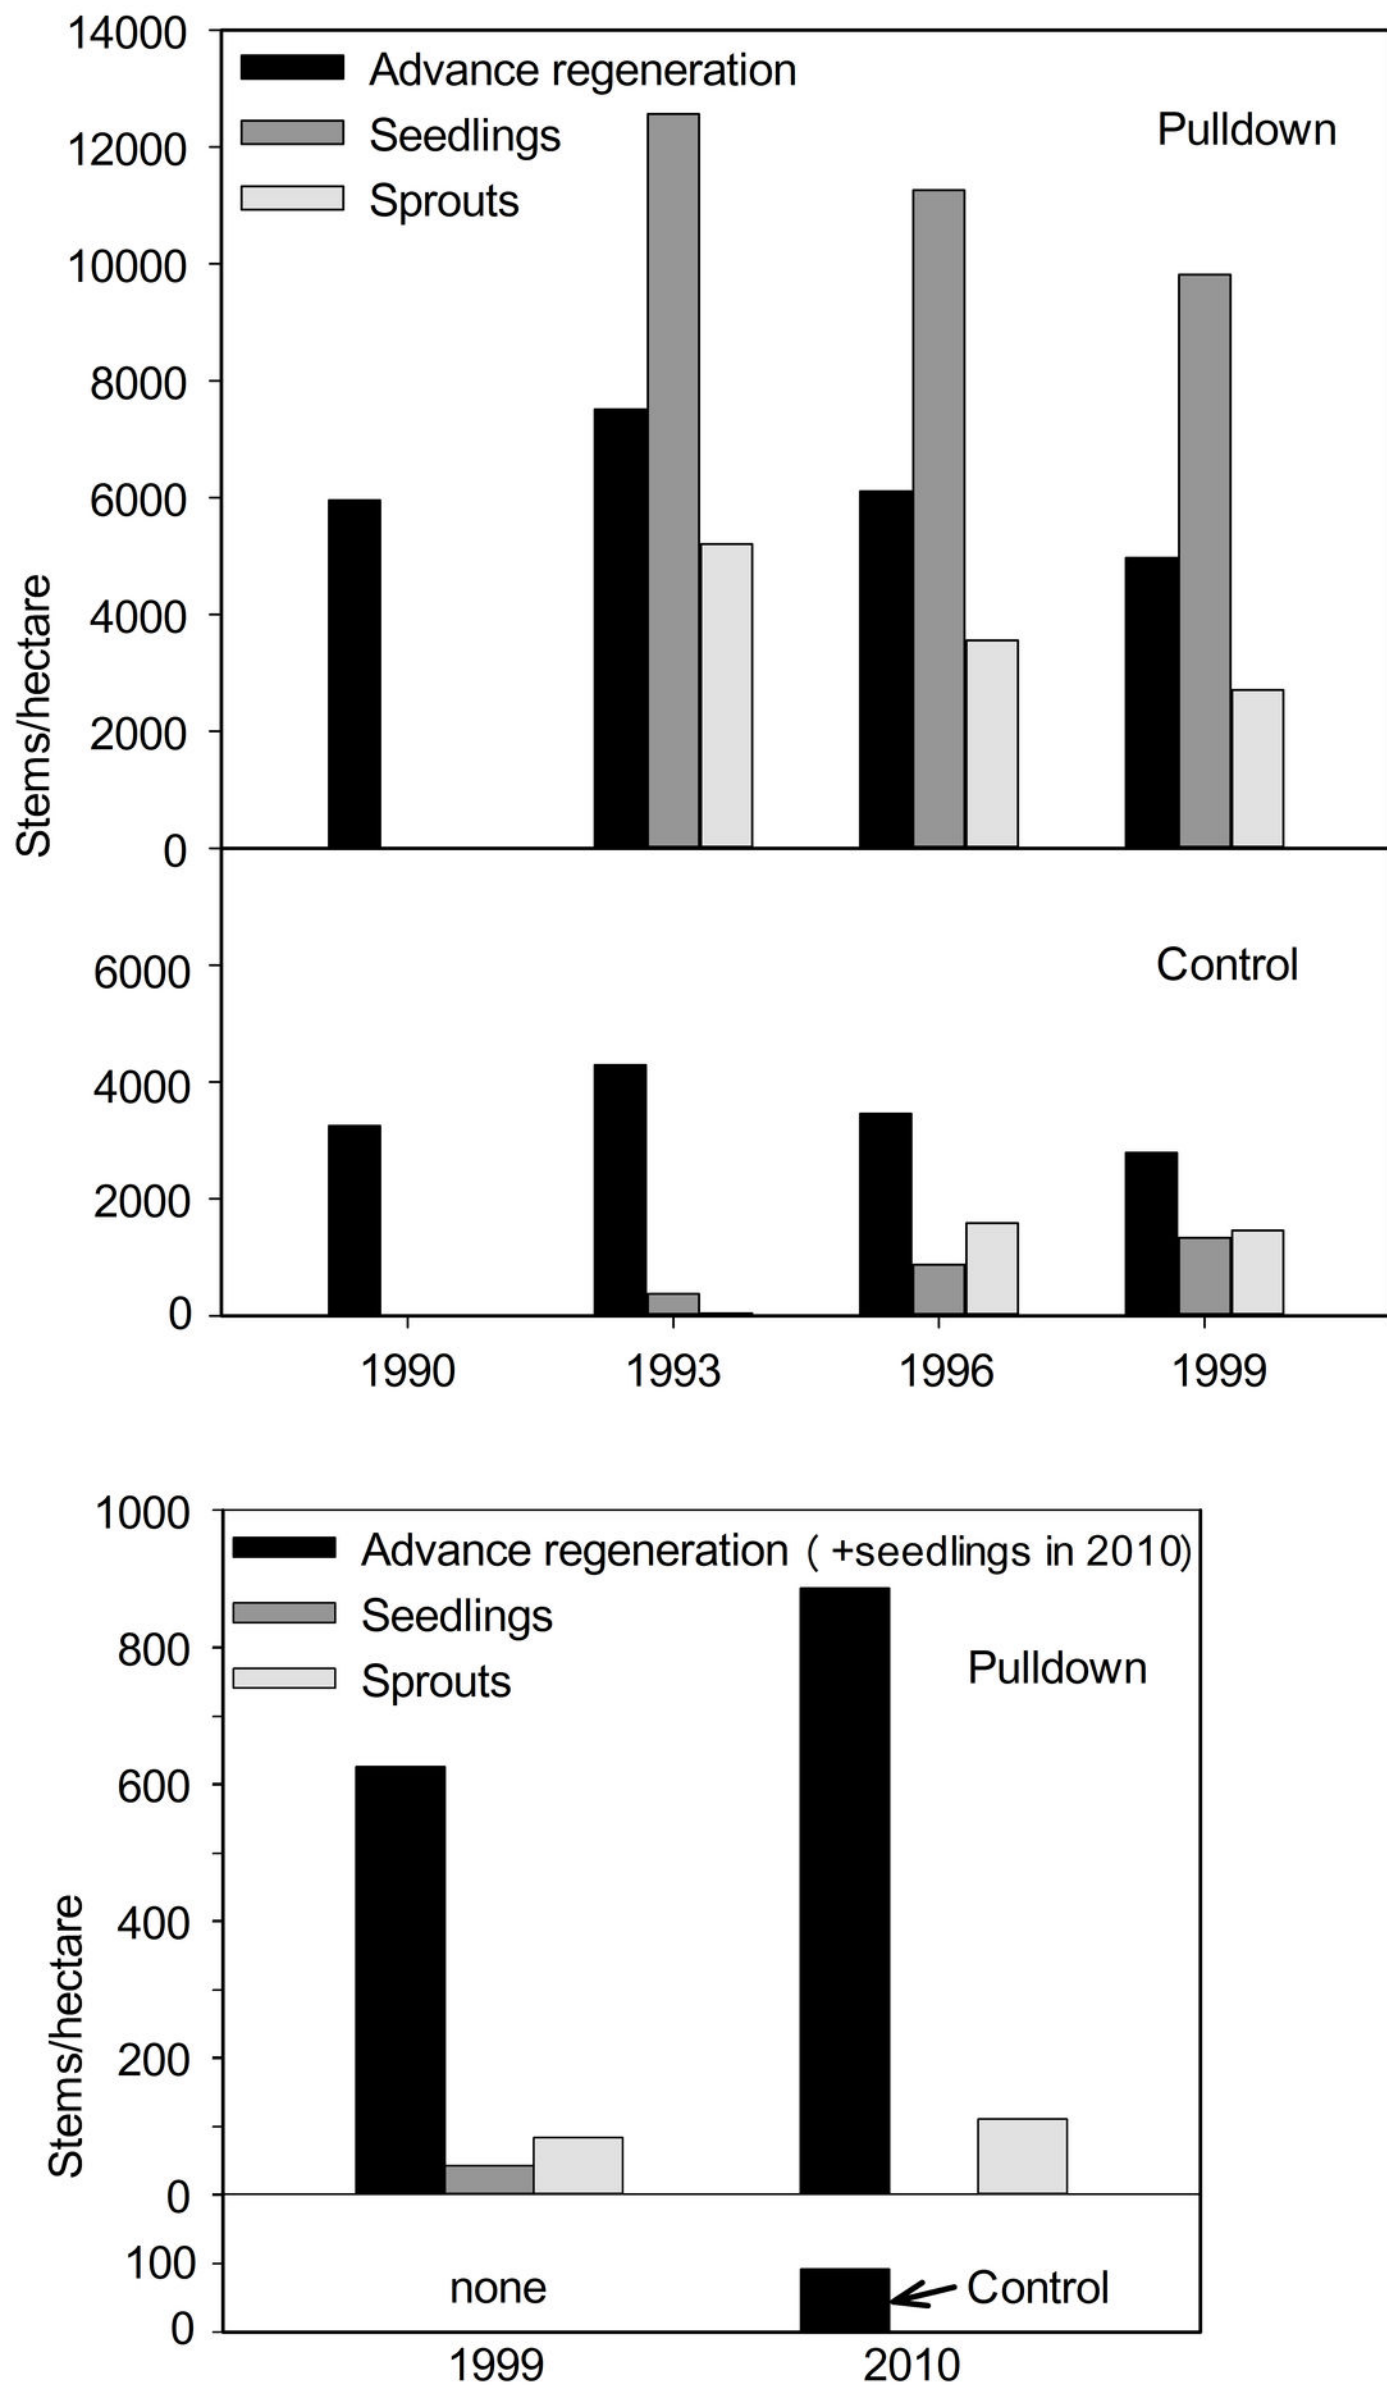 14000
Advance regeneration
Pulldown
Seedlings
12000
Sprouts
10000
8000
6000
4000
2000
0
Stems/hectare
Control
6000
4000
2000
0
1990 1993 1996 1999
1000
Advance regeneration ( +seedlings in 2010)
Seedlings
800
Pulldown
Sprouts
600
400
200
0
Stems/hectare
100
none
Control
0
1999 2010